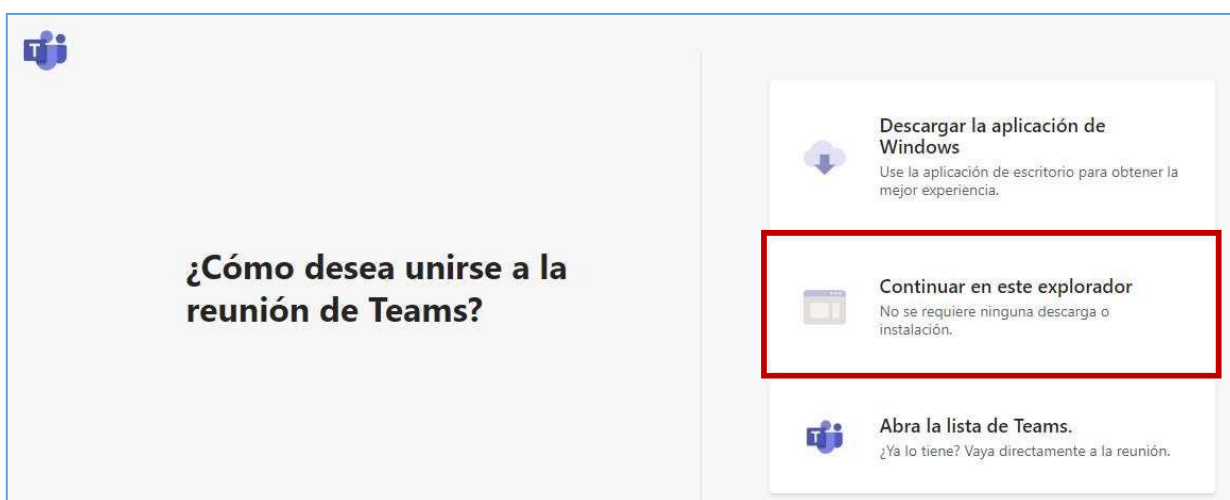 ¿Cómo desea unirse a la
reunión de Teams?
Descargar la aplicación de
Windows
Use la aplicación de escritorio para obtener la
mejor experiencia.
Continuar en este explorador
No se requiere ninguna descarga o
instalación.
Abra la lista de Teams.
¿Ya lo tiene? Vaya directamente a la reunión.